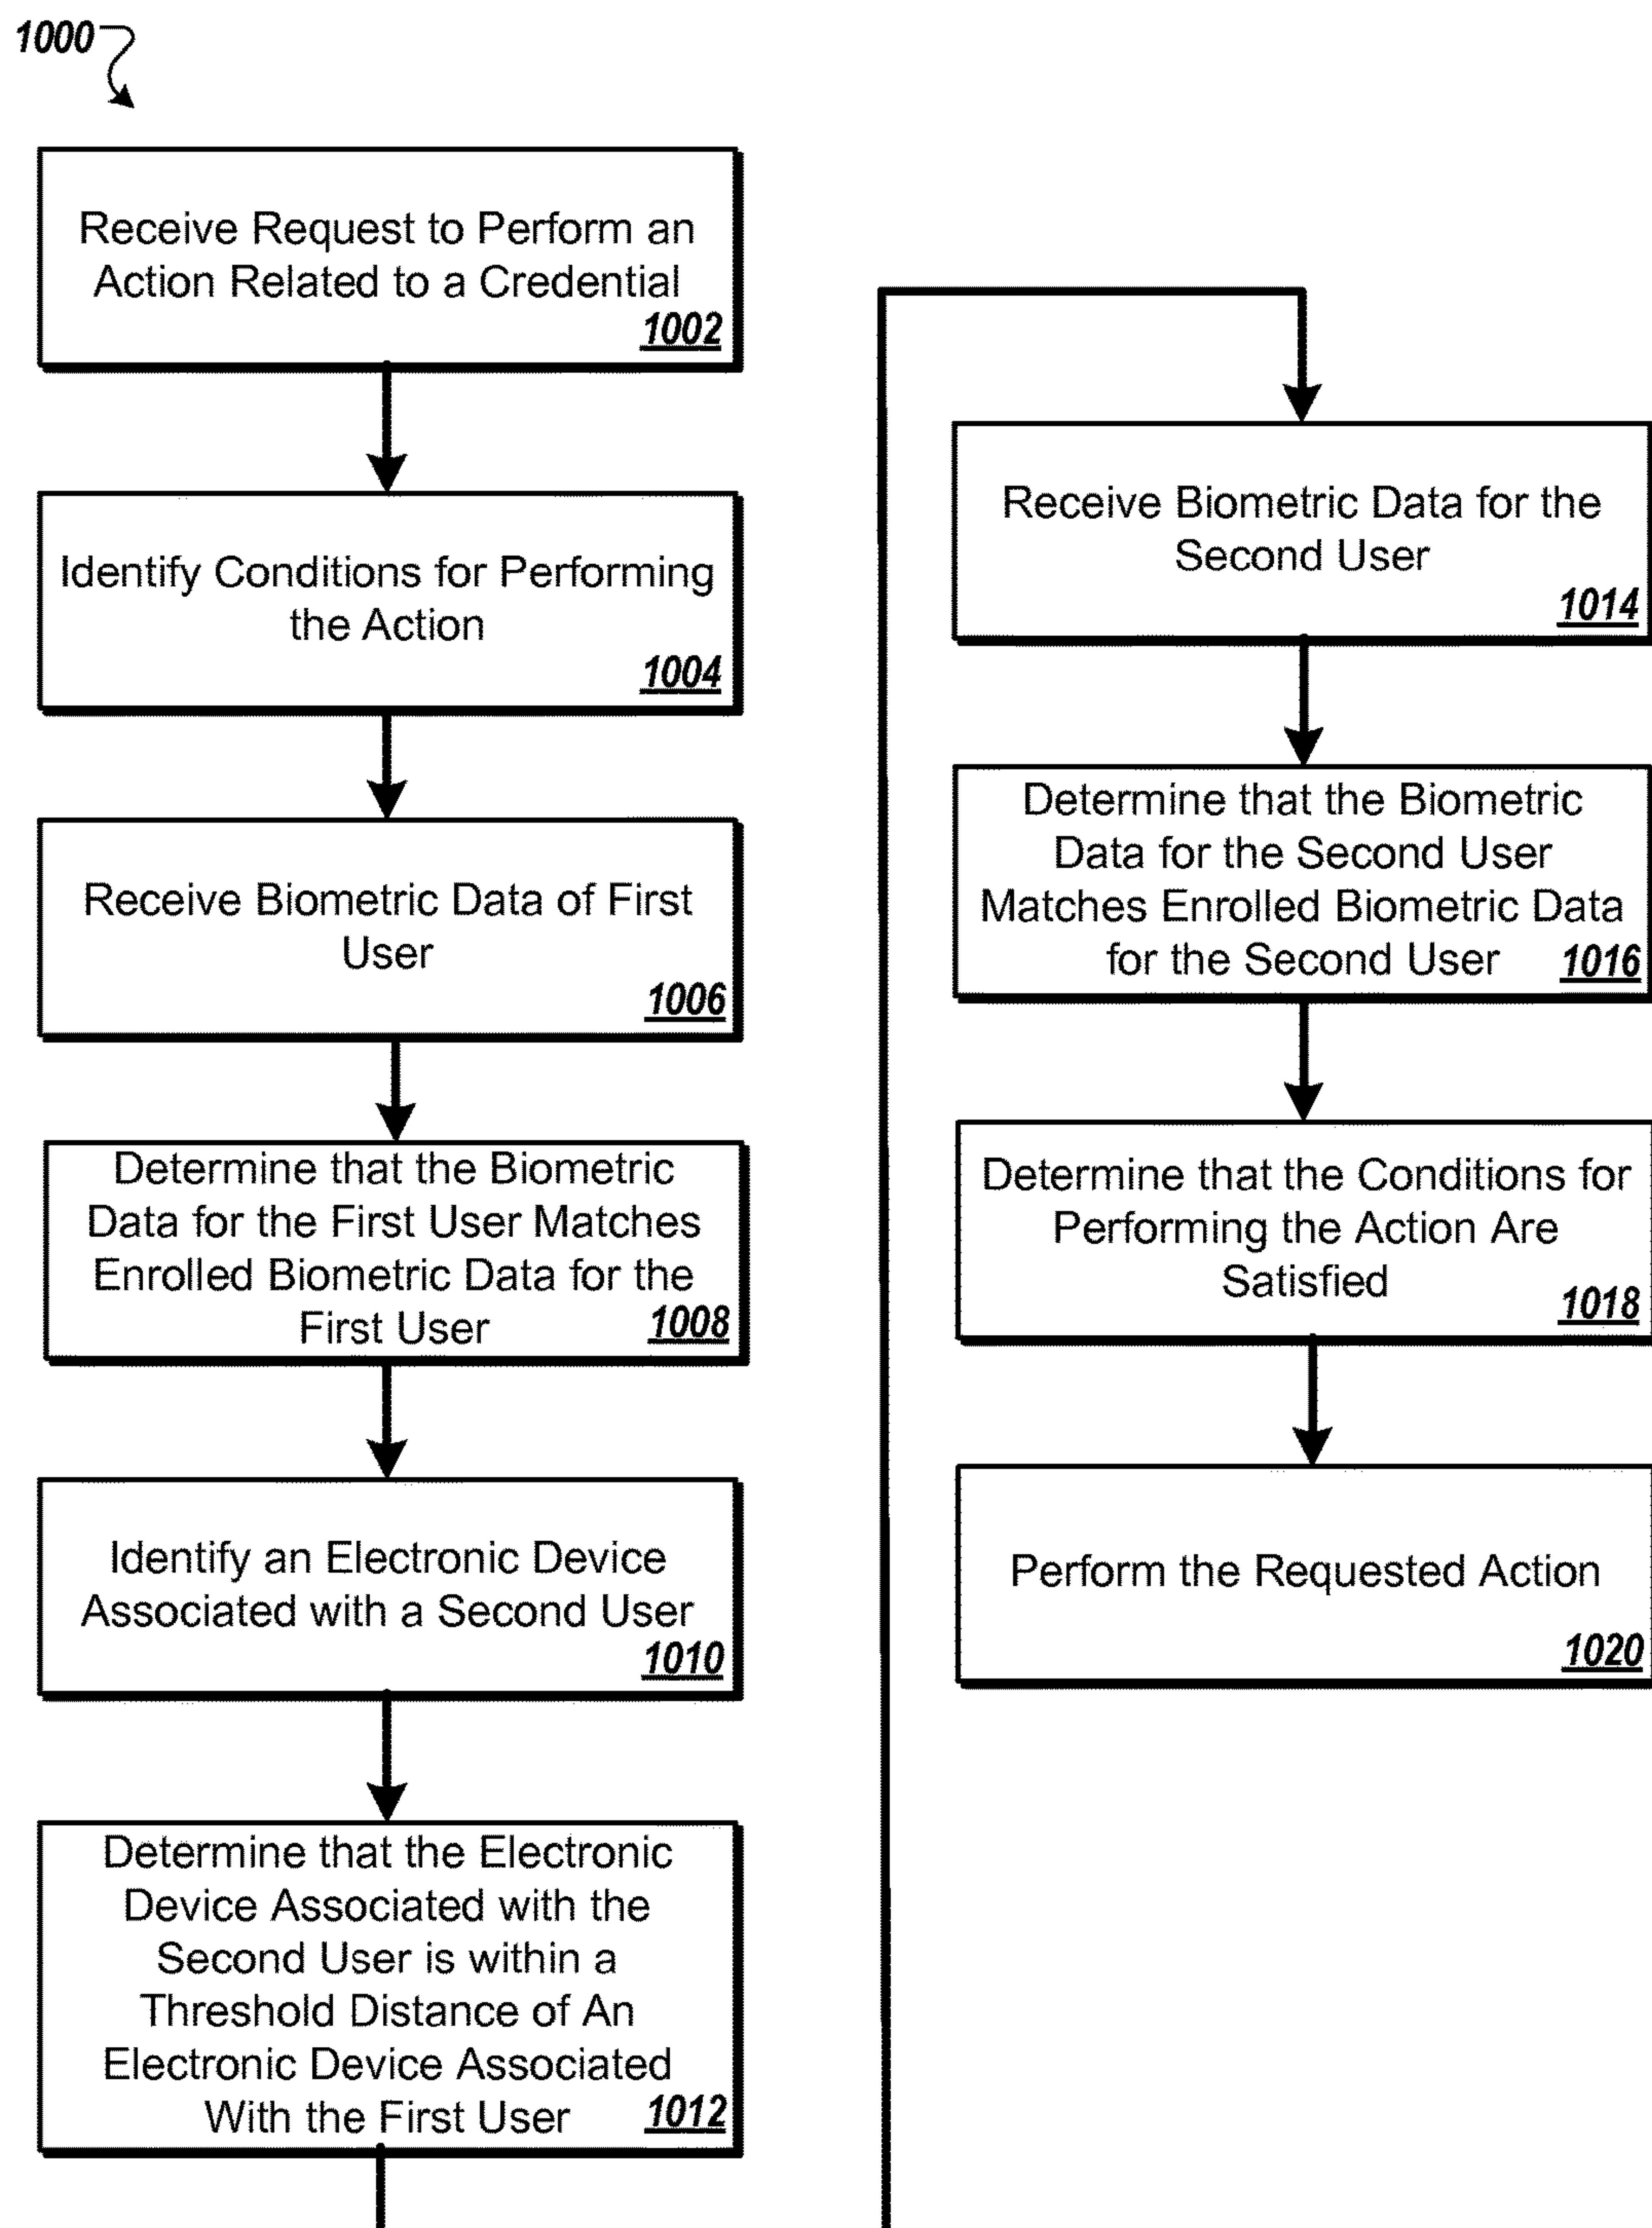 1000
Receive Request to Perform an
Action Related to a Credential
1002
Identify Conditions for Performing
the Action
1004
Receive Biometric Data of First
User
1006
Determine that the Biometric
Data for the First User Matches
Enrolled Biometric Data for the
First User 1008
Identify an Electronic Device
Associated with a Second User
1010
Determine that the Electronic
Device Associated with the
Second User is within a
Threshold Distance of An
Electronic Device Associated
With the First User 1012
Receive Biometric Data for the
Second User
1014
Determine that the Biometric
Data for the Second User
Matches Enrolled Biometric Data
for the Second User 1016
Determine that the Conditions for
Performing the Action Are
Satisfied 1018
Perform the Requested Action
1020